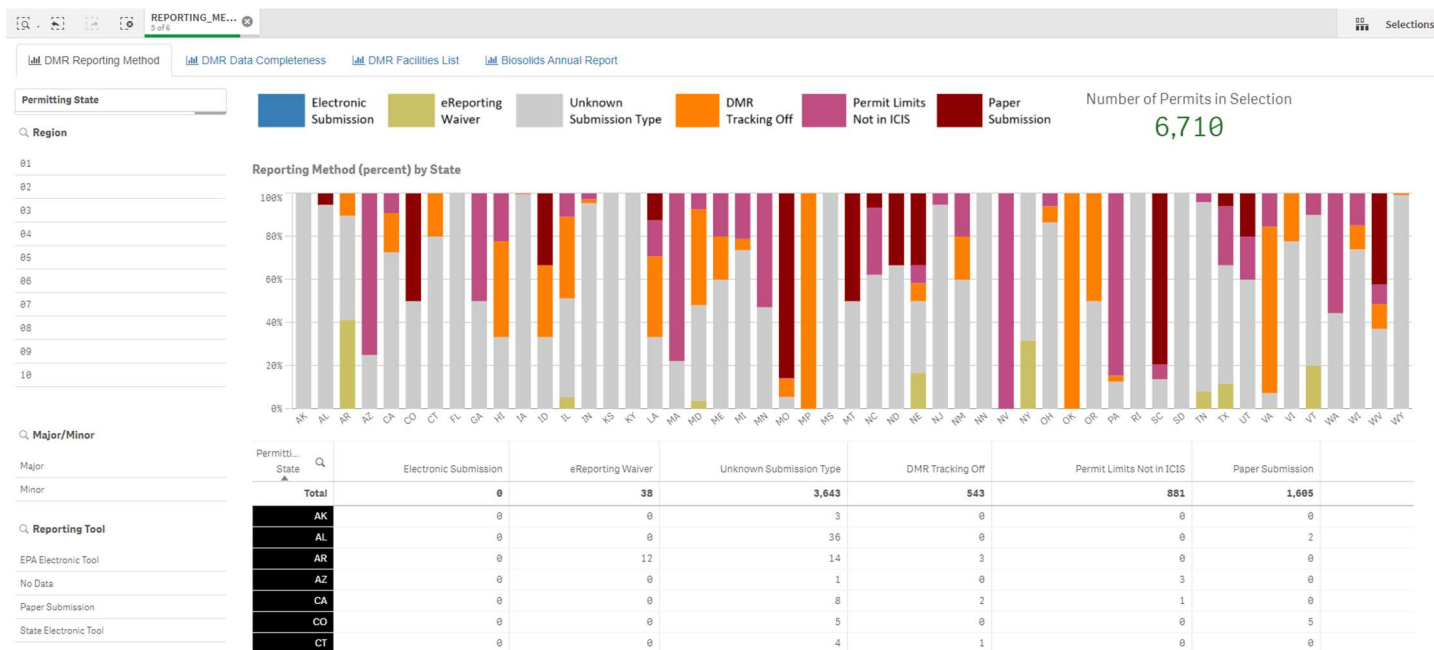 REPORTING_ME...
5 of 6
Selections
DMR Reporting Method
DMR Data Completeness
DMR Facilities List
Biosolids Annual Report
Permitting State
Region
01
02
03
04
05
06
07
08
09
10
Major/Minor
Major
Minor
Reporting Tool
EPA Electronic Tool
No Data
Paper Submission
State Electronic Tool
Electronic
Submission
eReporting
Waiver
Unknown
Submission Type
DMR
Tracking Off
Permit Limits
Not in ICIS
Paper
Submission
Number of Permits in Selection
6,710
Reporting Method (percent) by State
100%
80%
60%
40%
20%
0%
AK AL AR AZ CA CO CT FL GA HI IA ID IL IN KS KY LA MA MD ME MI MN MO MP MS MT NC ND NE NJ NM NN NV NY OH OK OR PA RI SC SD TN TX UT VA VI VT WA WI WV WY
Permitti...
State Electronic Submission eReporting Waiver Unknown Submission Type DMR Tracking Off Permit Limits Not in ICIS Paper Submission
Total 0 38 3,643 543 881 1,605
AK 0 0 3 0 0 0
AL 0 0 36 0 0 2
AR 0 12 14 3 0 0
AZ 0 0 1 0 3 0
CA 0 0 8 2 1 0
CO 0 0 5 0 0 5
CT 0 0 4 1 0 0